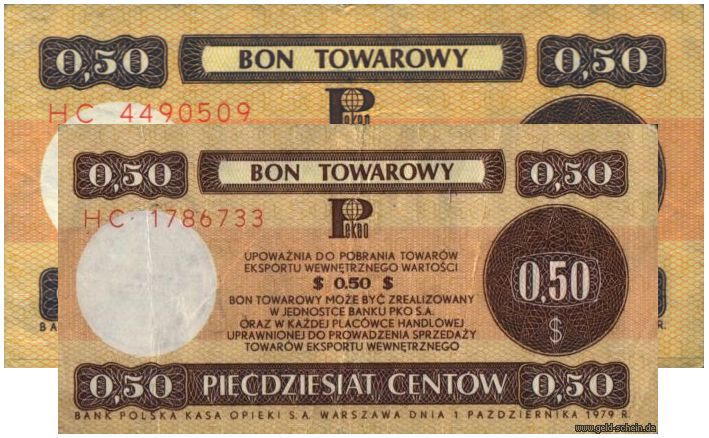 0,50 BON TOWAROWY 0,50
HC 4490509
Pekao
0,50 BON TOWAROWY 0,50
HC 1786733
Pekao
UPOWAŻNIA DO POBRANIA TOWARÓW
EKSPORTU WEWNĘTRZNEGO WARTOŚCI
$ 0.50 $
BON TOWAROWY MOŻE BYĆ ZREALIZOWANY
W JEDNOSTCE BANKU PKO S.A.
ORAZ W KAŻDEJ PLACÓWCE HANDLOWEJ
UPRAWNIONEJ DO PROWADZENIA SPRZEDAŻY
TOWARÓW EKSPORTU WEWNĘTRZNEGO
0,50
$
0,50 PIĘĆDZIESIĄT CENTÓW 0,50
BANK POLSKA KASA OPIEKI S.A. WARSZAWA DNIA 1 PAŹDZIERNIKA 1979 R.
www.geld-schein.de